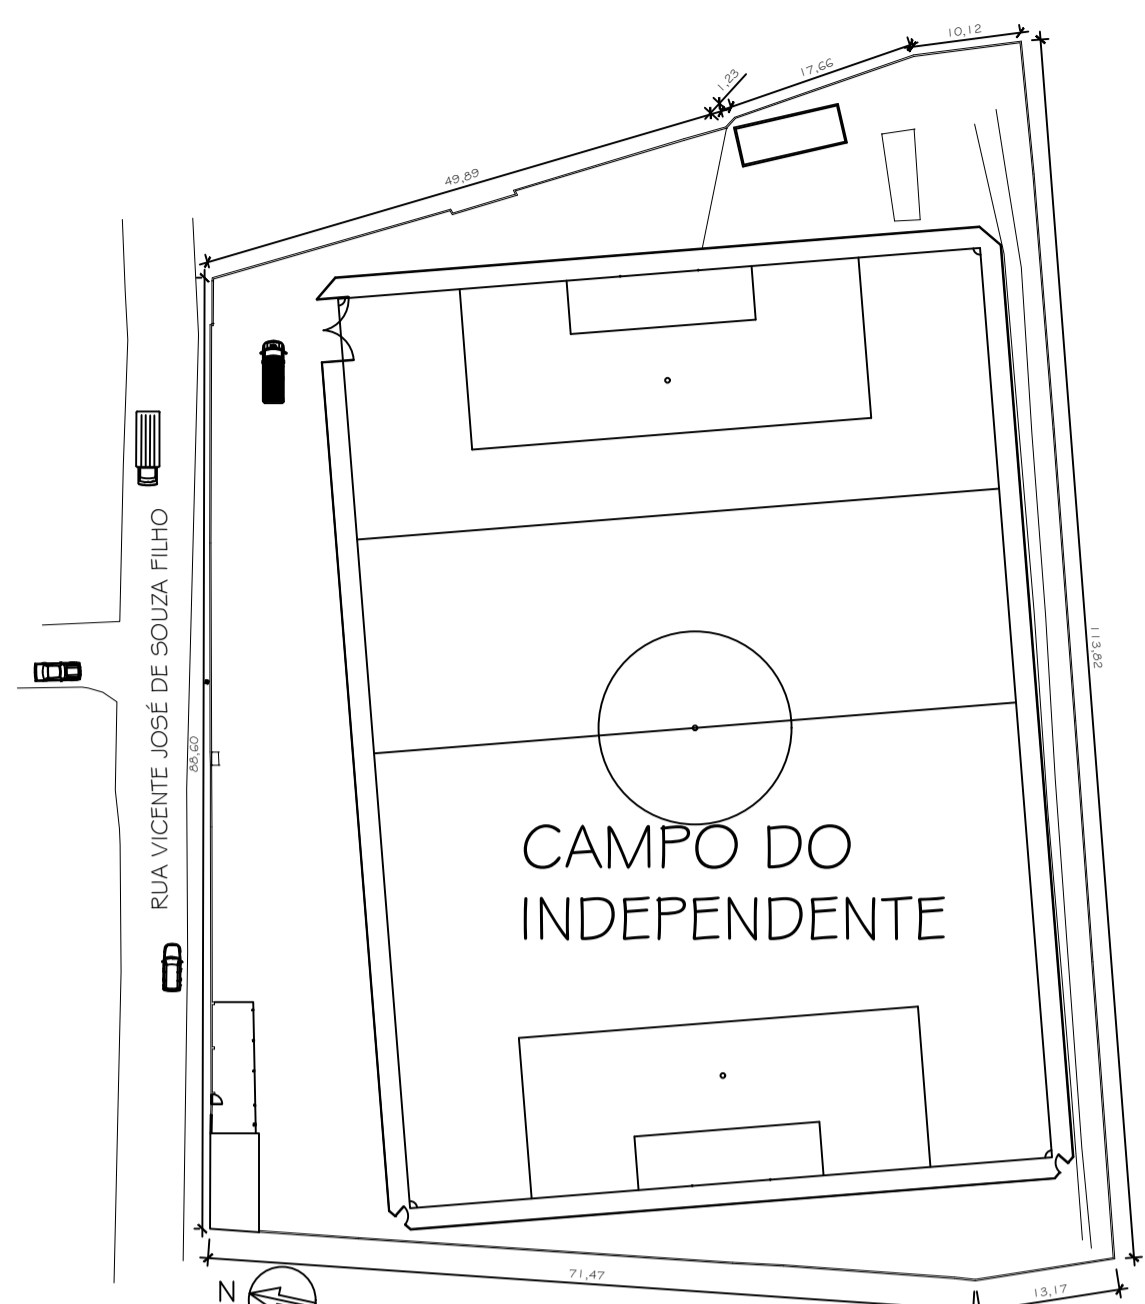 10,12
17,66
1,23
49,89
RUA VICENTE JOSÉ DE SOUZA FILHO
88,60
113,82
CAMPO DO
INDEPENDENTE
71,47
13,17
N